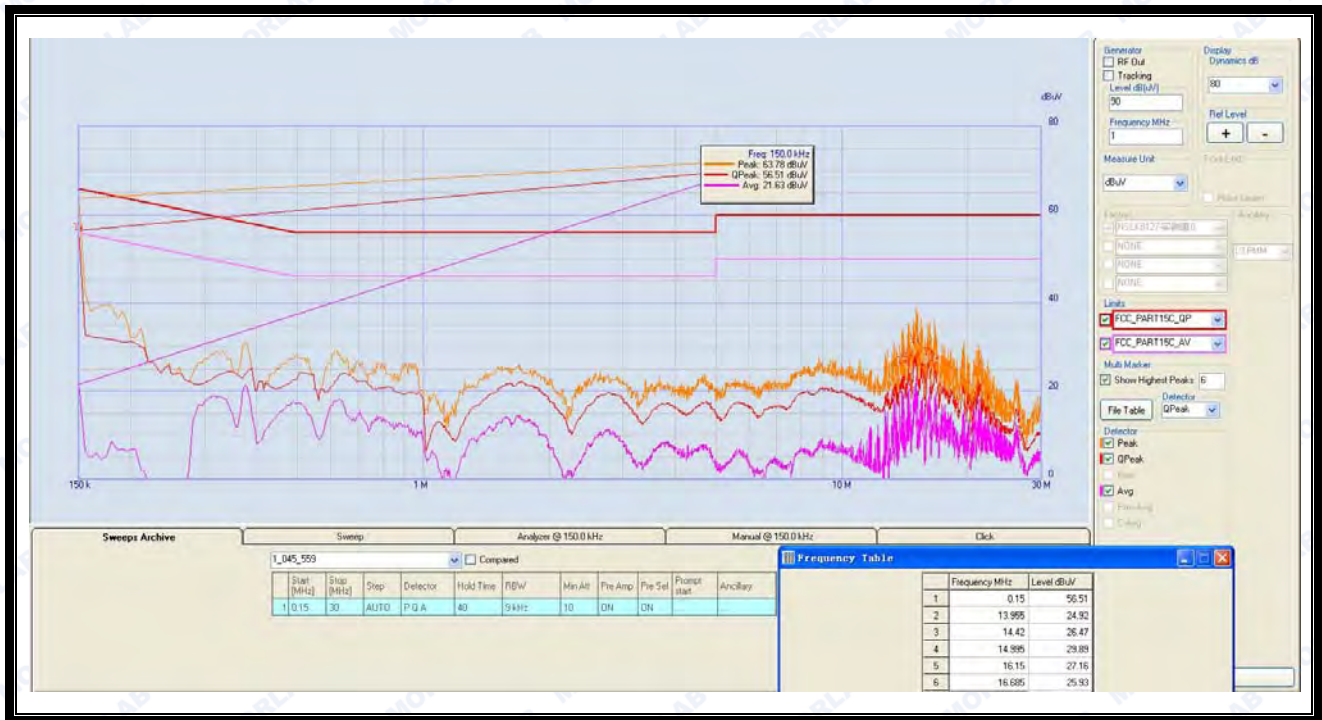 Generator
RF Out
Tracking
Level dB(uV)
90
Frequency MHz
1
Measure Unit
dBuV
Display
Dynamics dB
80
Ref Level
+ -
dBuV
80
60
40
20
0
150 k 1 M 10 M 30 M
Freq: 150.0 kHz
Peak: 63.78 dBuV
QPeak: 56.51 dBuV
Avg: 21.63 dBuV
NONE
NONE
NONE
Limits
FCC_PART15C_QP
FCC_PART15C_AV
Multi Marker
Show Highest Peaks 6
File Table
Detector
QPeak
Detector
Peak
QPeak
Avg
Sweeps Archive Sweep Analyzer @ 150.0 kHz Manual @ 150.0 kHz Click
1_045_559 Compared
Start [MHz] Stop [MHz] Step Detector Hold Time RBW Min Att Pre Amp Pre Sel Prompt start Ancillary
1 0.15 30 AUTO P Q A 40 9 kHz 10 ON ON
Frequency Table
Frequency MHz Level dBuV
1 0.15 56.51
2 13.955 24.92
3 14.42 26.47
4 14.995 29.89
5 16.15 27.16
6 16.685 25.93